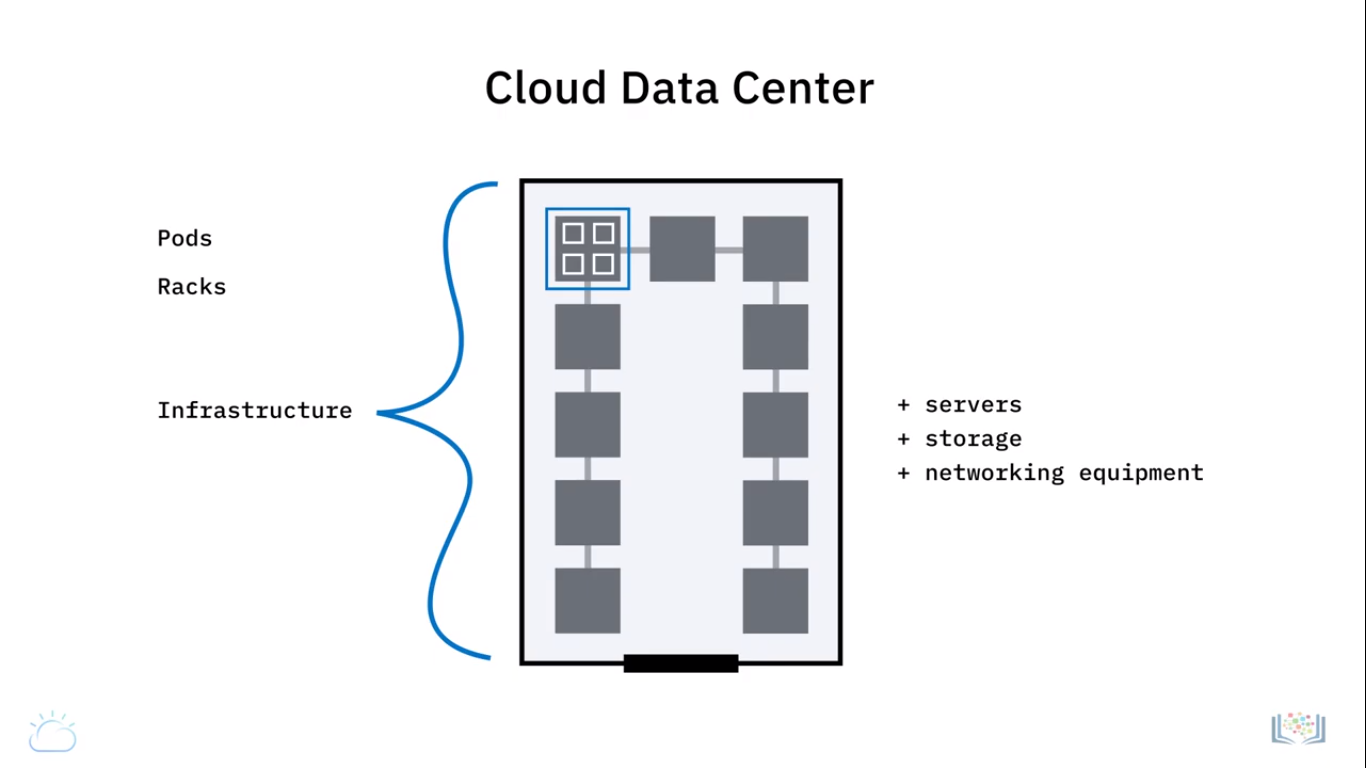 Cloud Data Center
Pods
Racks
Infrastructure
+ servers
+ storage
+ networking equipment